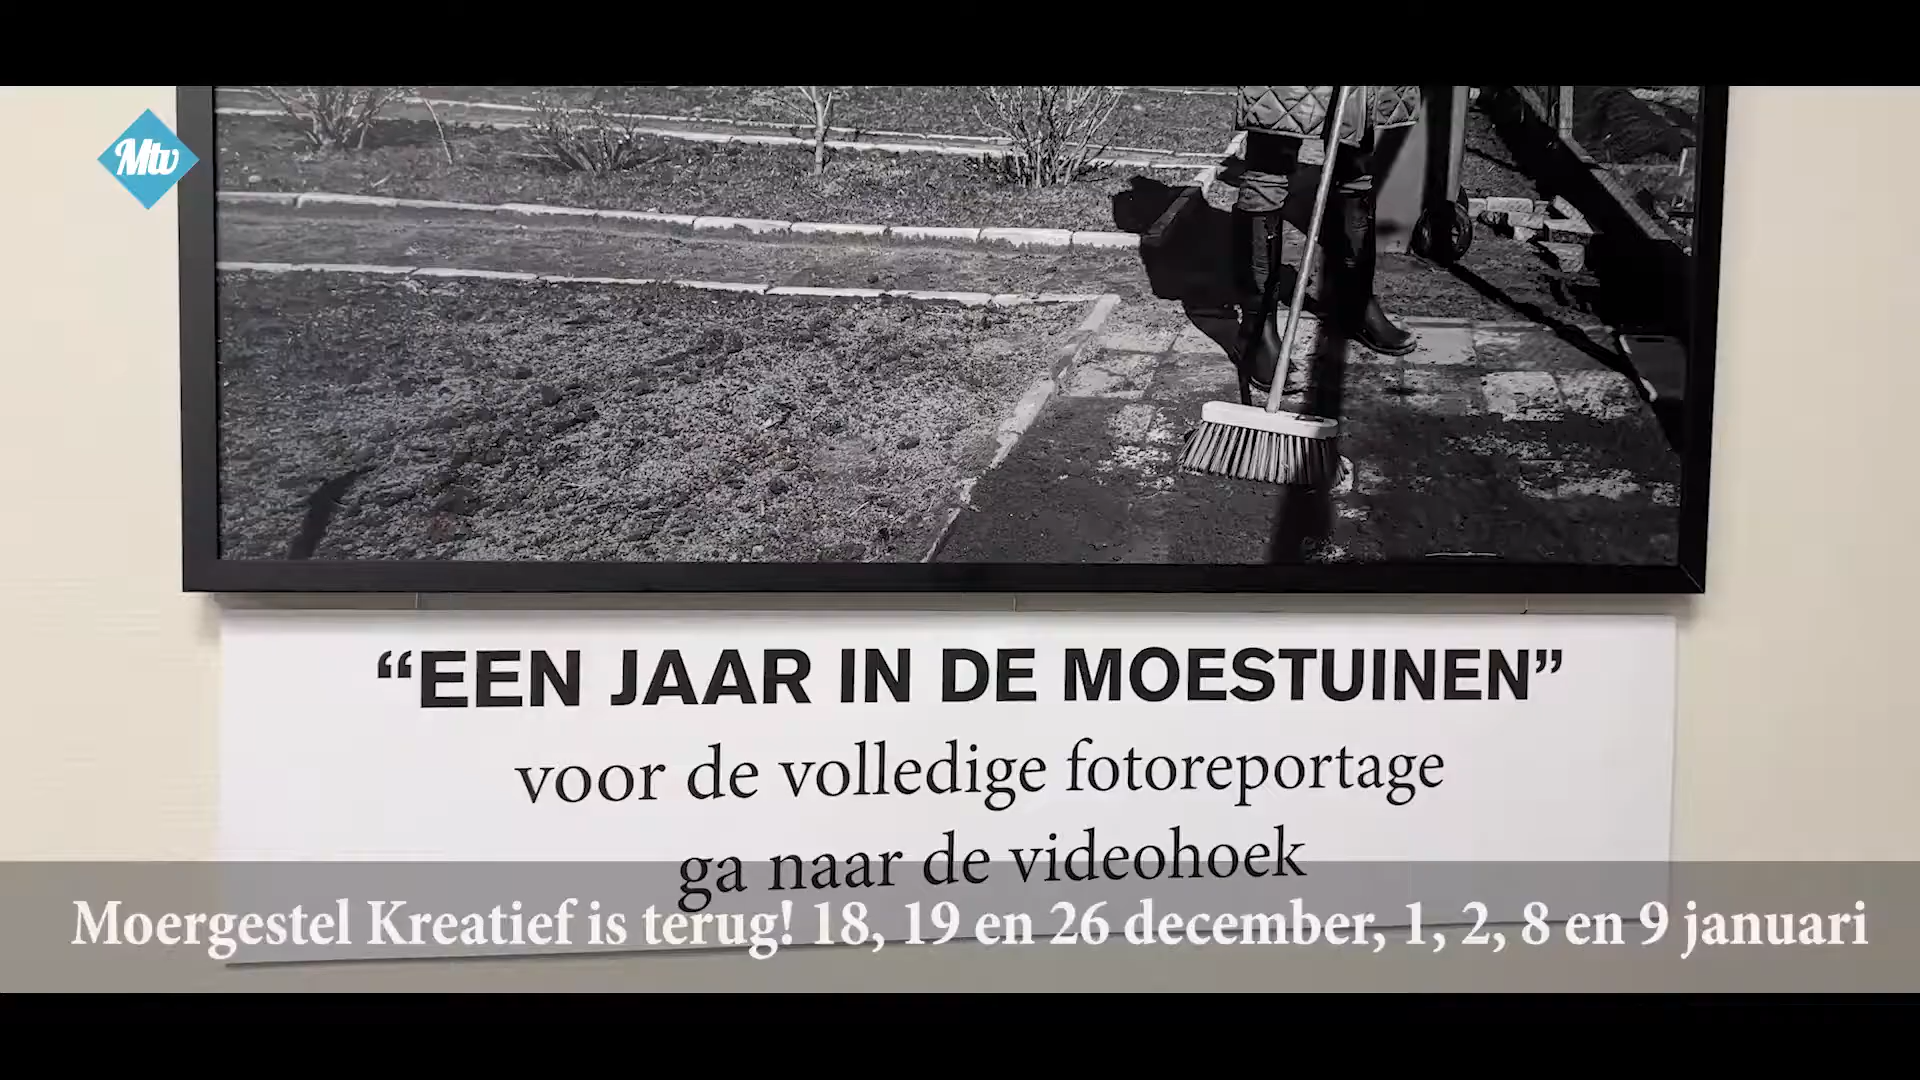 Mtv
“EEN JAAR IN DE MOESTUINEN”
voor de volledige fotoreportage
ga naar de videohoek
Moergestel Kreatief is terug! 18, 19 en 26 december, 1, 2, 8 en 9 januari